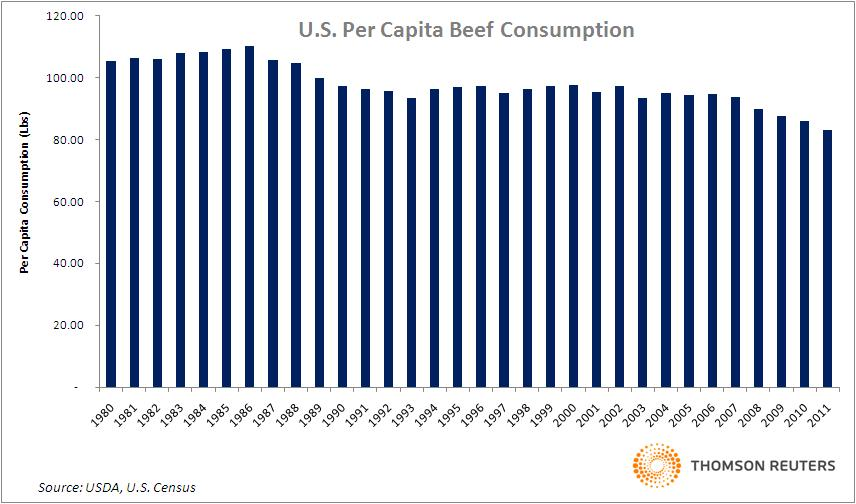 U.S. Per Capita Beef Consumption
120.00
100.00
80.00
60.00
40.00
20.00
-
Per Capita Consumption (Lbs)
1980 1981 1982 1983 1984 1985 1986 1987 1988 1989 1990 1991 1992 1993 1994 1995 1996 1997 1998 1999 2000 2001 2002 2003 2004 2005 2006 2007 2008 2009 2010 2011
THOMSON REUTERS
Source: USDA, U.S. Census